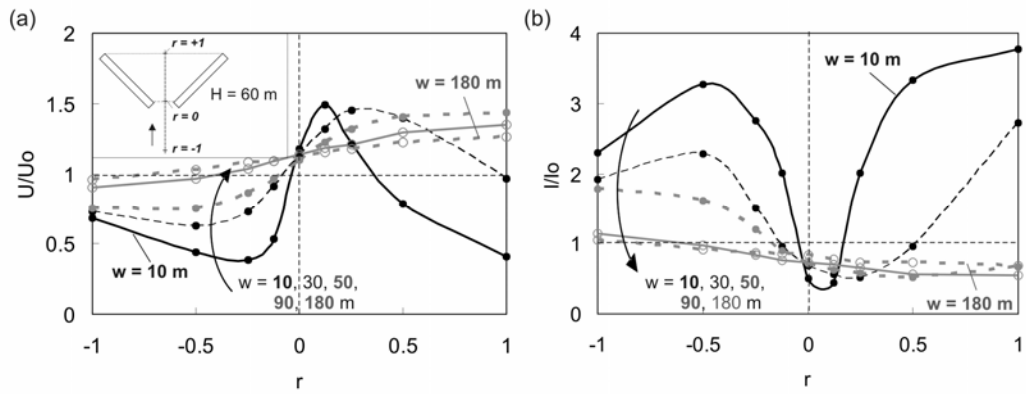 (a)
2
1.5
1
0.5
0
U/Uo
r = +1
H = 60 m
r = 0
r = -1
w = 180 m
w = 10 m
w = 10, 30, 50,
90, 180 m
-1
-0.5
0
0.5
1
r
(b)
4
3
2
1
0
I/Io
w = 10 m
w = 10, 30, 50,
90, 180 m
w = 180 m
-1
-0.5
0
0.5
1
r